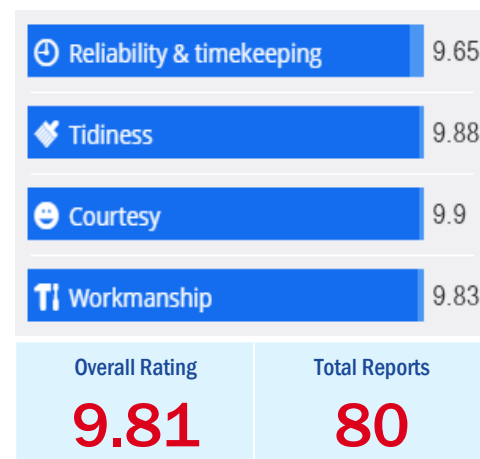 Reliability & timekeeping 9.65
Tidiness 9.88
Courtesy 9.9
Workmanship 9.83
Overall Rating Total Reports
9.81 80